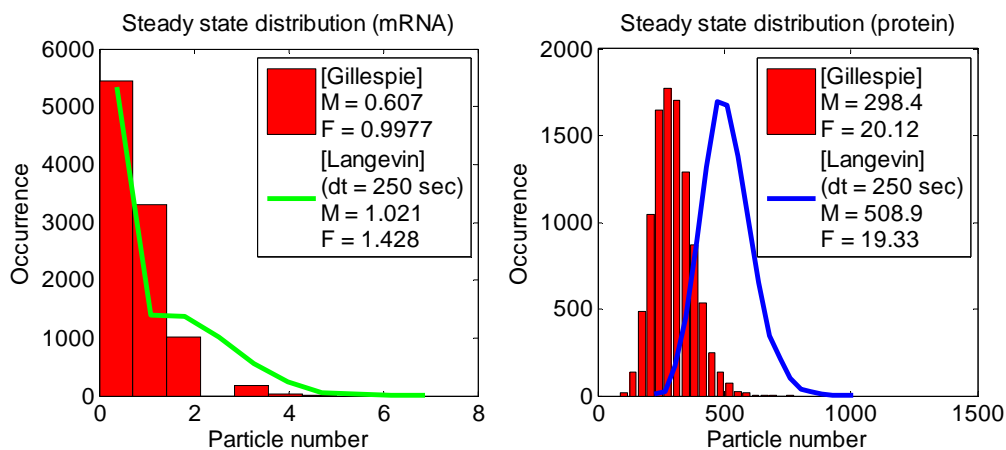 Steady state distribution (mRNA)
6000
5000
4000
3000
2000
1000
0
Occurrence
[Gillespie]
M = 0.607
F = 0.9977
[Langevin]
(dt = 250 sec)
M = 1.021
F = 1.428
0 2 4 6 8
Particle number
Steady state distribution (protein)
2000
1500
1000
500
0
Occurrence
[Gillespie]
M = 298.4
F = 20.12
[Langevin]
(dt = 250 sec)
M = 508.9
F = 19.33
0 500 1000 1500
Particle number